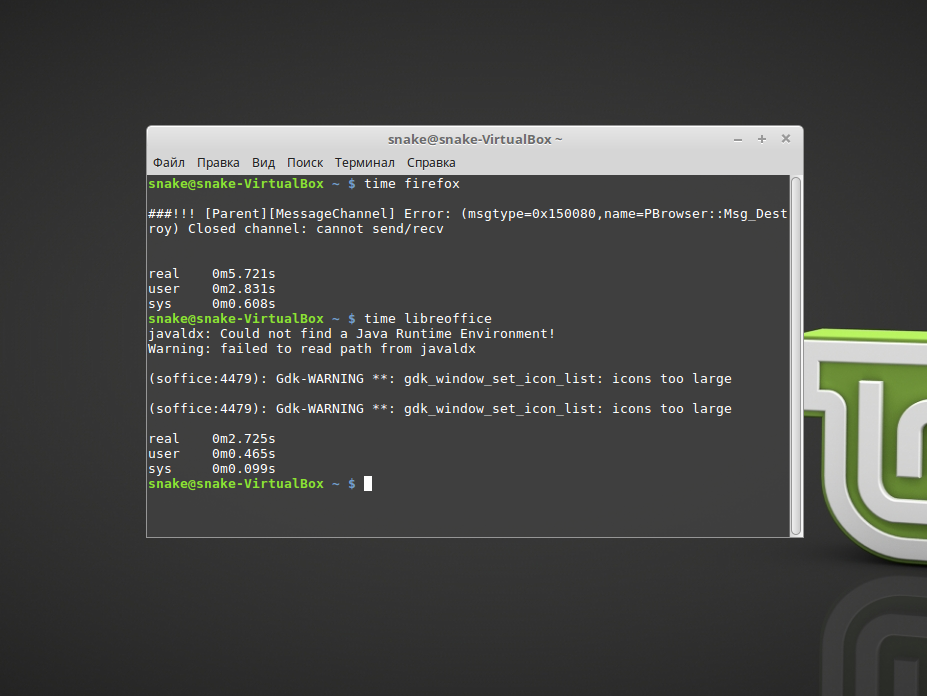 snake@snake-VirtualBox ~
Файл Правка Вид Поиск Терминал Справка
snake@snake-VirtualBox ~ $ time firefox
###!!! [Parent][MessageChannel] Error: (msgtype=0x150080,name=PBrowser::Msg_Dest
roy) Closed channel: cannot send/recv
real 0m5.721s
user 0m2.831s
sys 0m0.608s
snake@snake-VirtualBox ~ $ time libreoffice
javaldx: Could not find a Java Runtime Environment!
Warning: failed to read path from javaldx
(soffice:4479): Gdk-WARNING **: gdk_window_set_icon_list: icons too large
(soffice:4479): Gdk-WARNING **: gdk_window_set_icon_list: icons too large
real 0m2.725s
user 0m0.465s
sys 0m0.099s
snake@snake-VirtualBox ~ $